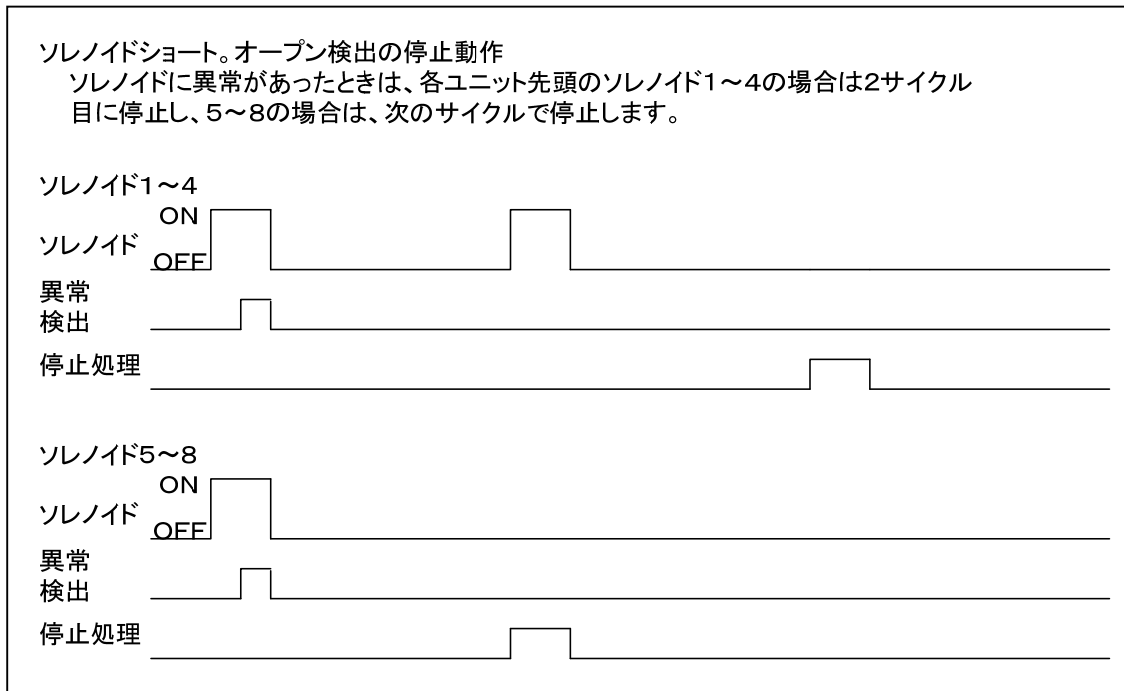 ソレノイドショート。オープン検出の停止動作
ソレノイドに異常があったときは、各ユニット先頭のソレノイド1～4の場合は2サイクル
目に停止し、5～8の場合は、次のサイクルで停止します。
ソレノイド1～4
ON
ソレノイド
OFF
異常
検出
停止処理
ソレノイド5～8
ON
ソレノイド
OFF
異常
検出
停止処理